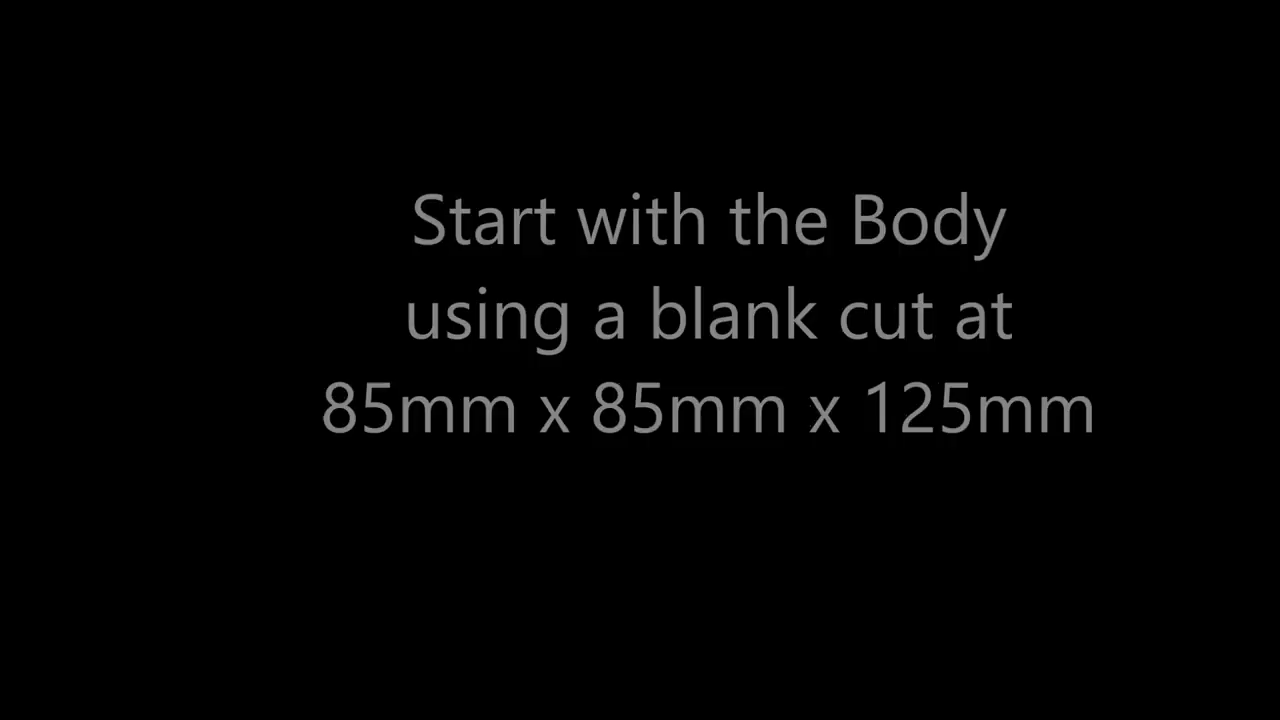 Start with the Body
using a blank cut at
85mm x 85mm x 125mm